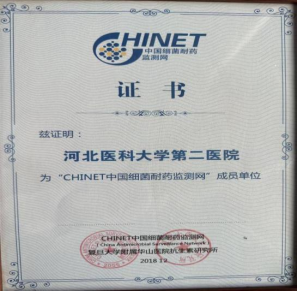 CHINET
中国细菌耐药
监测网
证书
兹证明：
河北医科大学第二医院
为“CHINET中国细菌耐药监测网”成员单位
CHINET中国细菌耐药监测网
China Antimicrobial Surveillance Network
复旦大学附属华山医院抗生素研究所
2018.12